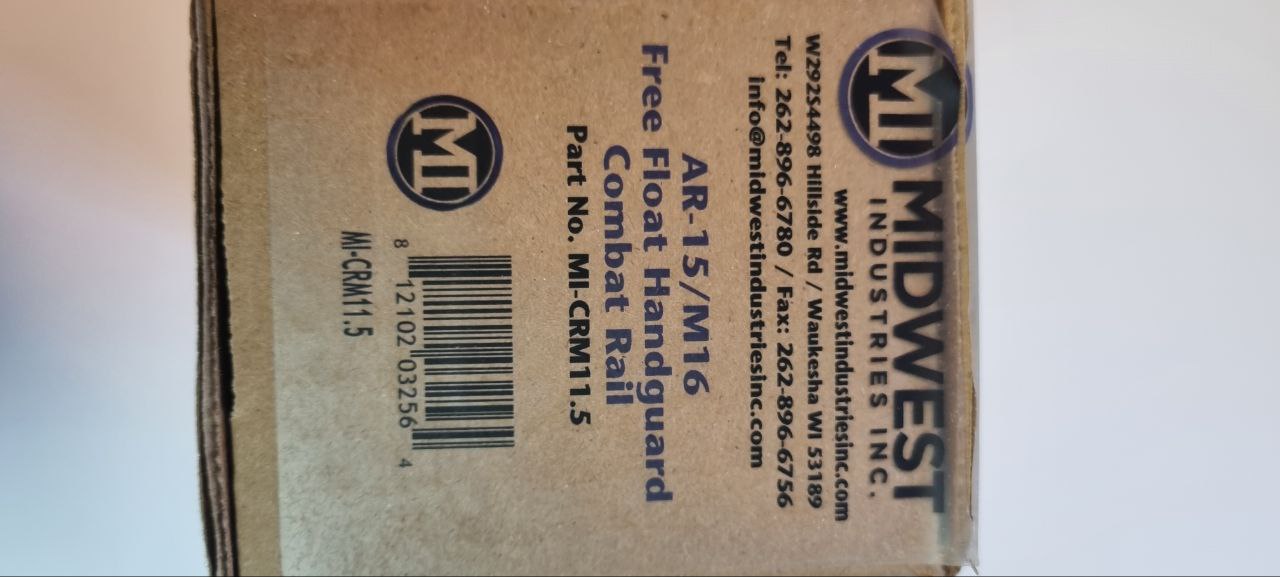 MI MIDWEST
INDUSTRIES INC.
www.midwestindustriesinc.com
W292S4498 Hillside Rd / Waukesha WI 53189
Tel: 262-896-6780 / Fax: 262-896-6756
info@midwestindustriesinc.com
AR-15/M16
Free Float Handguard
Combat Rail
Part No. MI-CRM11.5
MI
8 12102 03256 4
MI-CRM11.5